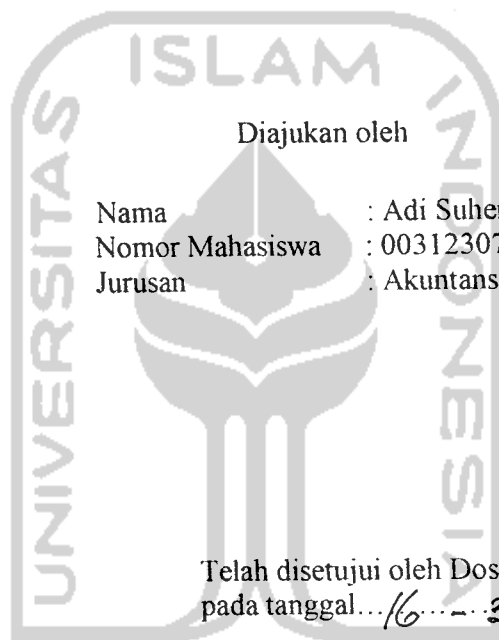 UNIVERSITAS ISLAM INDONESIA
Diajukan oleh
Nama : Adi Suher
Nomor Mahasiswa : 0031230
Jurusan : Akuntans
Telah disetujui oleh Dos
pada tanggal...16...-...